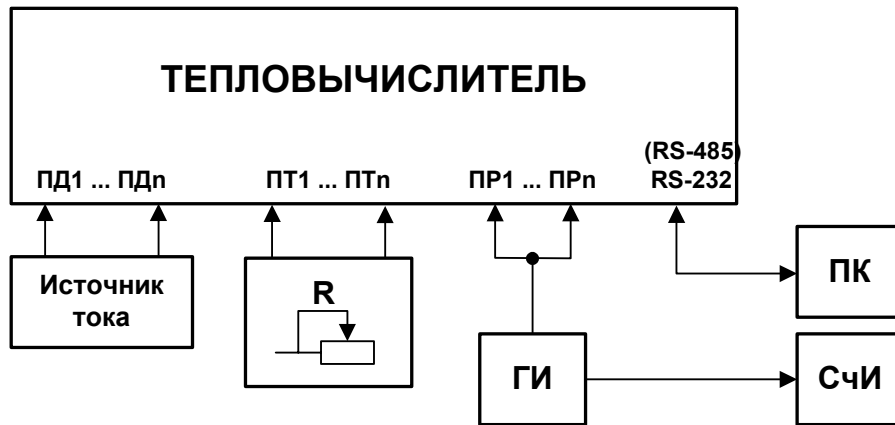 ТЕПЛОВЫЧИСЛИТЕЛЬ
(RS-485)
ПД1 ... ПДn ПТ1 ... ПТn ПР1 ... ПРn RS-232
Источник
тока
R
ПК
ГИ
СчИ